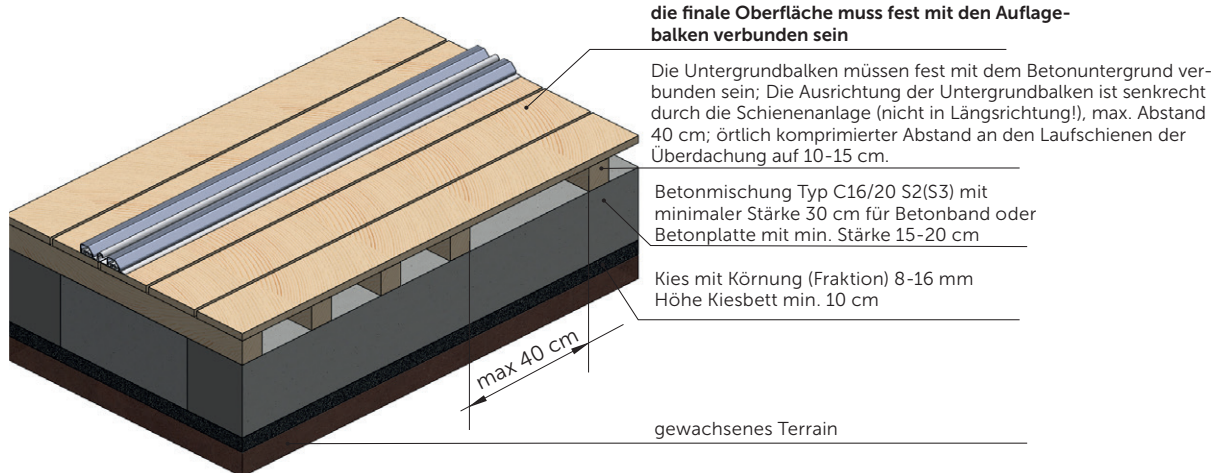 die finale Oberfläche muss fest mit den Auflage-
balken verbunden sein
Die Untergrundbalken müssen fest mit dem Betonuntergrund ver-
bunden sein; Die Ausrichtung der Untergrundbalken ist senkrecht
durch die Schienenanlage (nicht in Längsrichtung!), max. Abstand
40 cm; örtlich komprimierter Abstand an den Laufschienen der
Überdachung auf 10-15 cm.
Betonmischung Typ C16/20 S2(S3) mit
minimaler Stärke 30 cm für Betonband oder
Betonplatte mit min. Stärke 15-20 cm
Kies mit Körnung (Fraktion) 8-16 mm
Höhe Kiesbett min. 10 cm
max 40 cm
gewachsenes Terrain